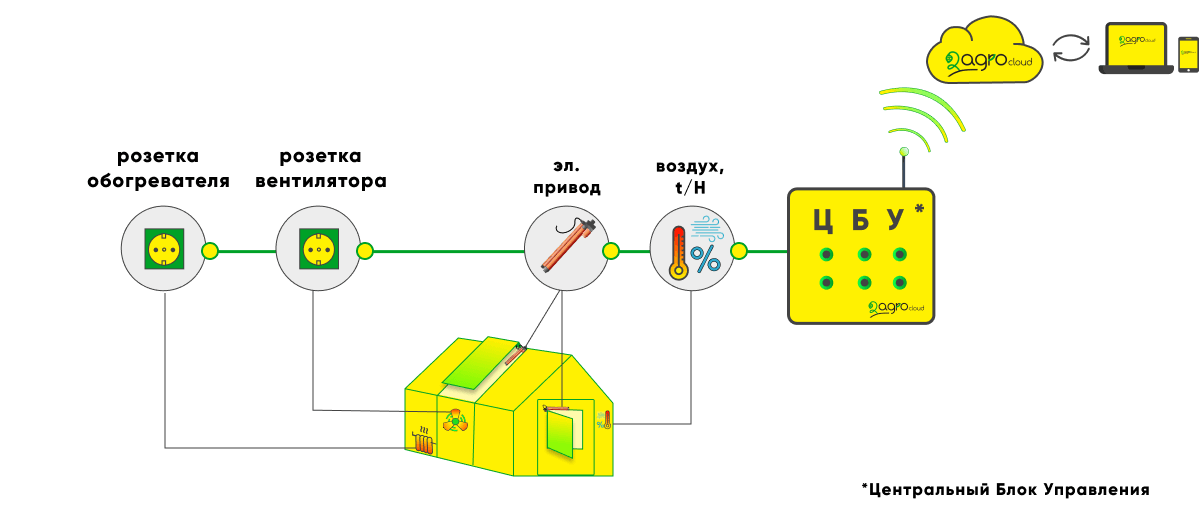 agro cloud
agro cloud
розетка
обогревателя
розетка
вентилятора
эл.
привод
воздух,
t/H
%
Ц Б У *
agro cloud
%
*Центральный Блок Управления